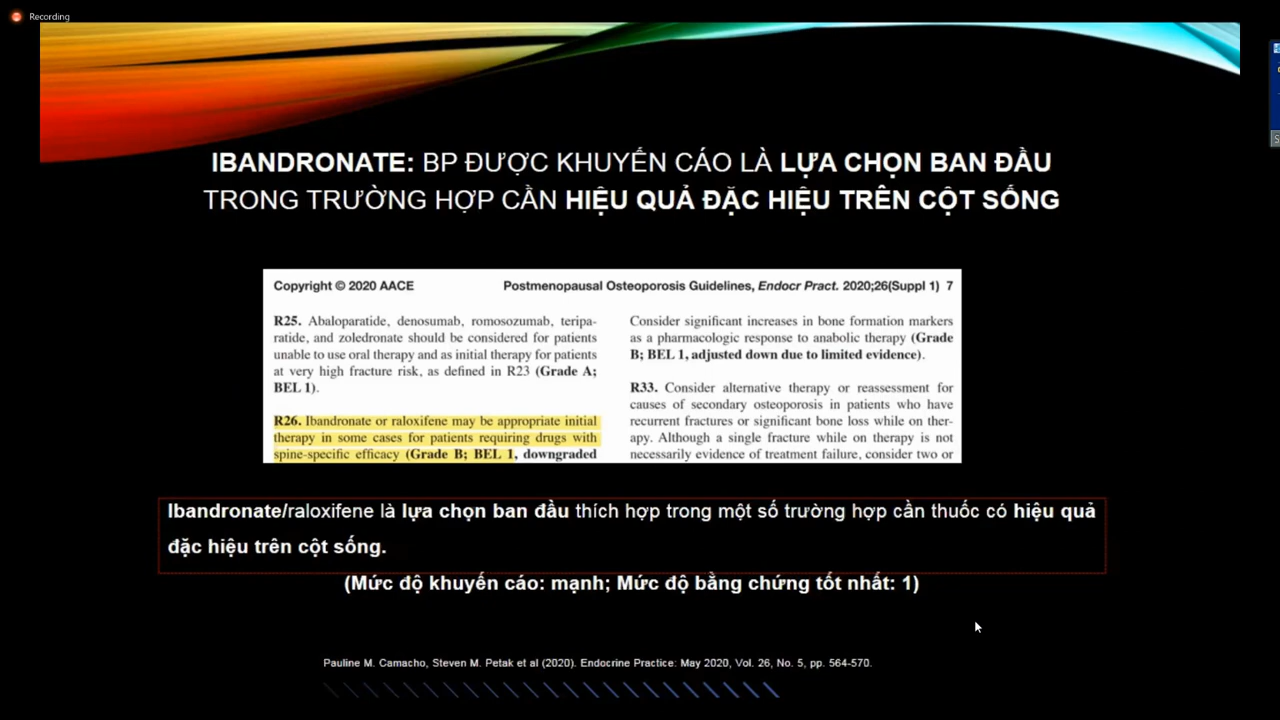 Recording
IBANDRONATE: BP ĐƯỢC KHUYẾN CÁO LÀ LỰA CHỌN BAN ĐẦU
TRONG TRƯỜNG HỢP CẦN HIỆU QUẢ ĐẶC HIỆU TRÊN CỘT SỐNG
Copyright © 2020 AACE
Postmenopausal Osteoporosis Guidelines, Endocr Pract. 2020;26(Suppl 1) 7
R25. Abaloparatide, denosumab, romosozumab, teripa-
ratide, and zoledronate should be considered for patients
unable to use oral therapy and as initial therapy for patients
at very high fracture risk, as defined in R23 (Grade A;
BEL 1).
R26. Ibandronate or raloxifene may be appropriate initial
therapy in some cases for patients requiring drugs with
spine-specific efficacy (Grade B; BEL 1, downgraded
Consider significant increases in bone formation markers
as a pharmacologic response to anabolic therapy (Grade
B; BEL 1, adjusted down due to limited evidence).
R33. Consider alternative therapy or reassessment for
causes of secondary osteoporosis in patients who have
recurrent fractures or significant bone loss while on ther-
apy. Although a single fracture while on therapy is not
necessarily evidence of treatment failure, consider two or
Ibandronate/raloxifene là lựa chọn ban đầu thích hợp trong một số trường hợp cần thuốc có hiệu quả
đặc hiệu trên cột sống.
(Mức độ khuyến cáo: mạnh; Mức độ bằng chứng tốt nhất: 1)
Pauline M. Camacho, Steven M. Petak et al (2020). Endocrine Practice: May 2020, Vol. 26, No. 5, pp. 564-570.